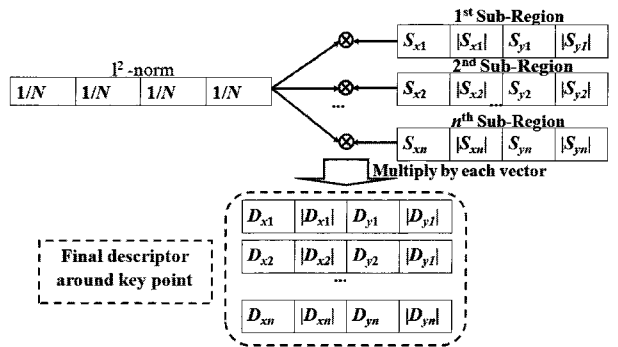 1st Sub-Region
Sx1 |Sx1| Sy1 |Sy1|
l2 -norm
1/N 1/N 1/N 1/N
2nd Sub-Region
Sx2 |Sx2| Sy2 |Sy2|
... ...
nth Sub-Region
Sxn |Sxn| Syn |Syn|
Multiply by each vector
Dx1 |Dx1| Dy1 |Dy1|
Dx2 |Dx2| Dy2 |Dy1|
...
Dxn |Dxn| Dyn |Dyn|
Final descriptor
around key point